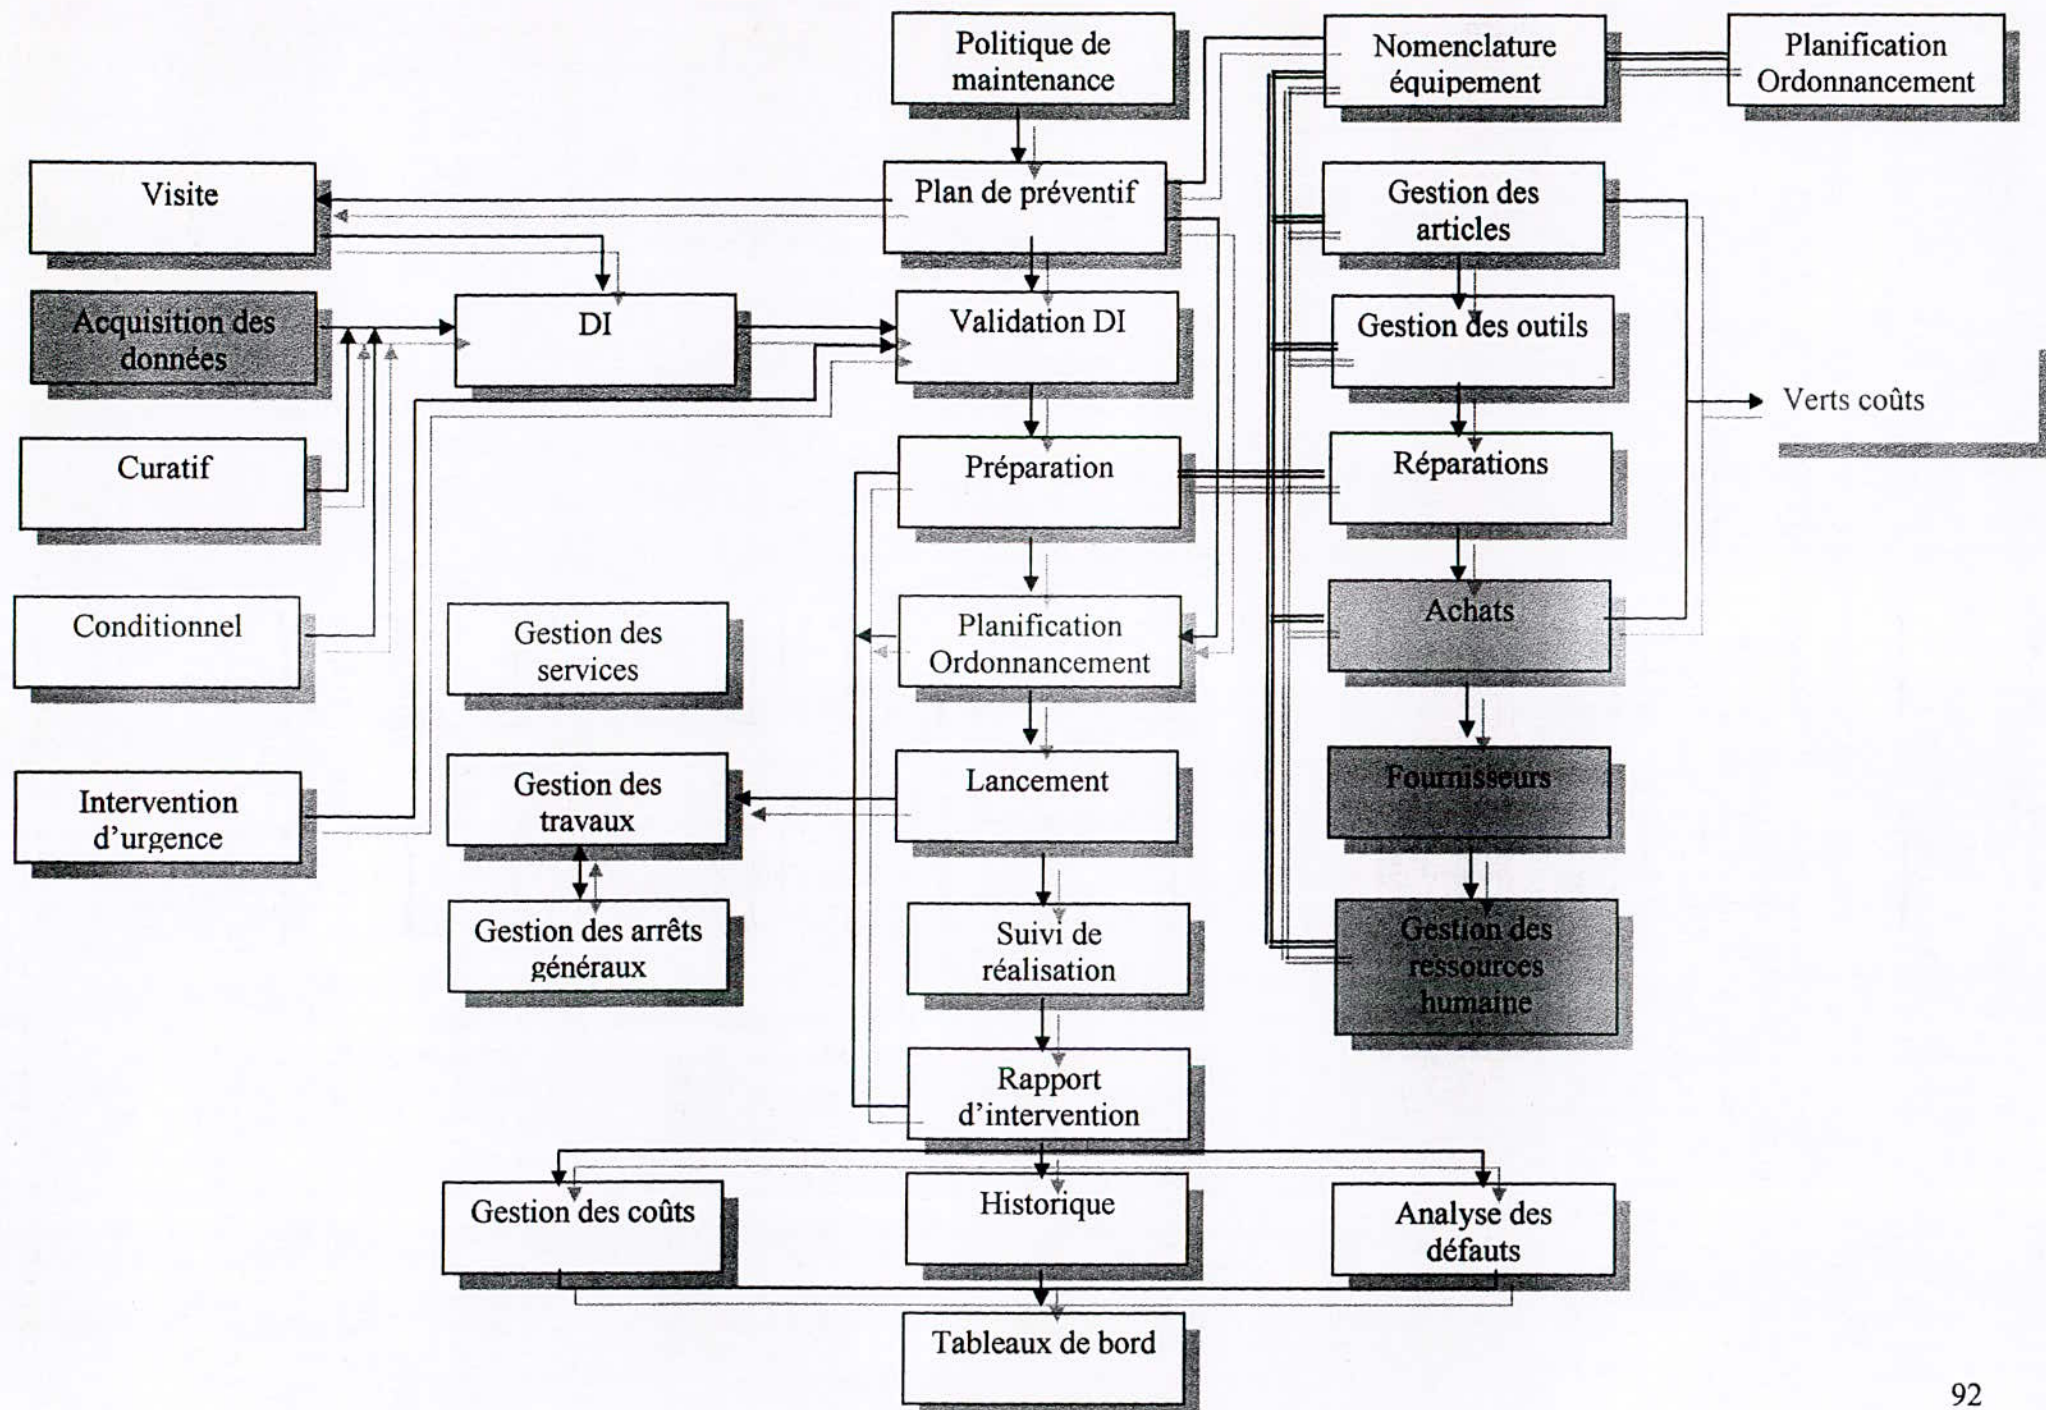 Politique de
maintenance
Nomenclature
équipement
Planification
Ordonnancement
Visite
Plan de préventif
Gestion des
articles
Acquisition des
données
DI
Validation DI
Gestion des outils
Verts coûts
Curatif
Préparation
Réparations
Conditionnel
Gestion des
services
Planification
Ordonnancement
Achats
Intervention
d'urgence
Gestion des
travaux
Lancement
Fournisseurs
Gestion des arrêts
généraux
Suivi de
réalisation
Gestion des
ressources
humaine
Rapport
d'intervention
Gestion des coûts
Historique
Analyse des
défauts
Tableaux de bord
92